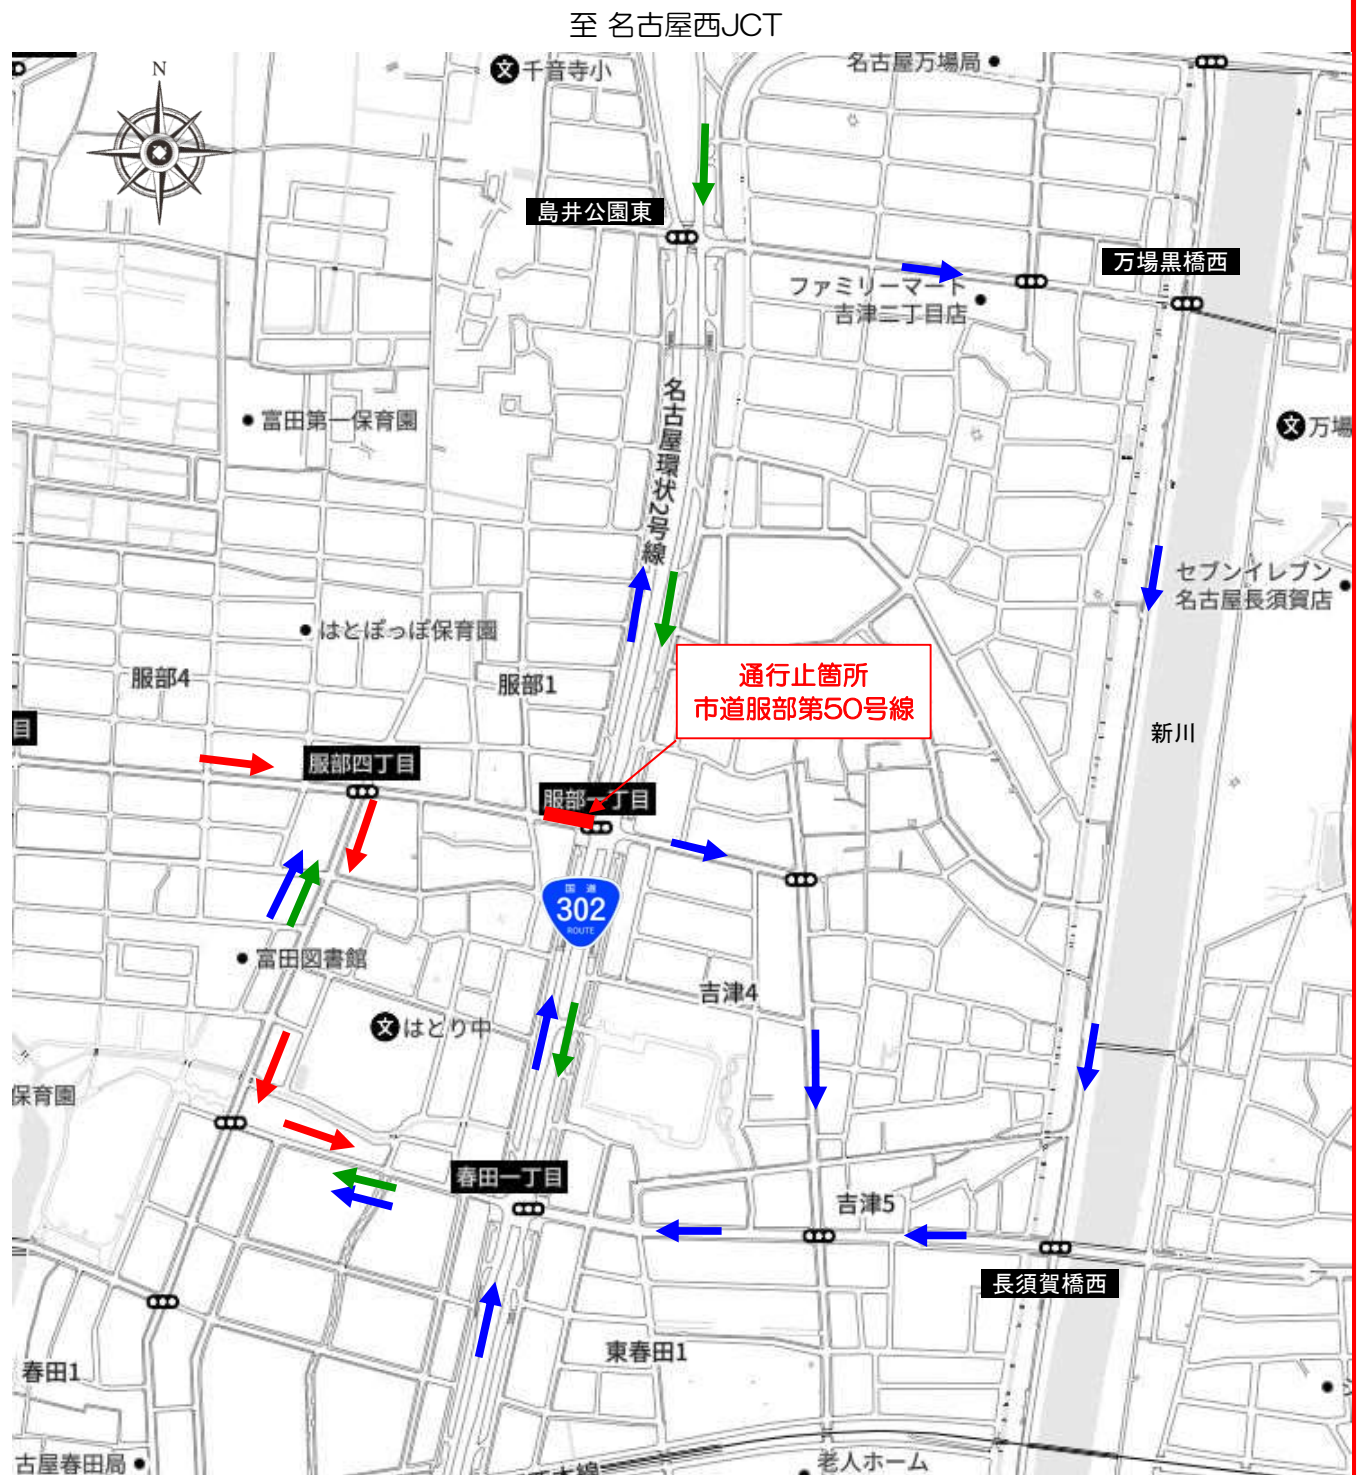 至 名古屋西JCT
N
千音寺小
名古屋万場局
島井公園東
万場黒橋西
ファミリーマート
吉津二丁目店
名古屋環状2号線
富田第一保育園
万場
セブンイレブン
名古屋長須賀店
はとぽっぽ保育園
服部4
服部1
通行止箇所
市道服部第50号線
目
新川
服部四丁目
服部一丁目
国道
302
ROUTE
富田図書館
吉津4
はとり中
保育園
春田一丁目
吉津5
長須賀橋西
東春田1
春田1
古屋春田局
老人ホーム